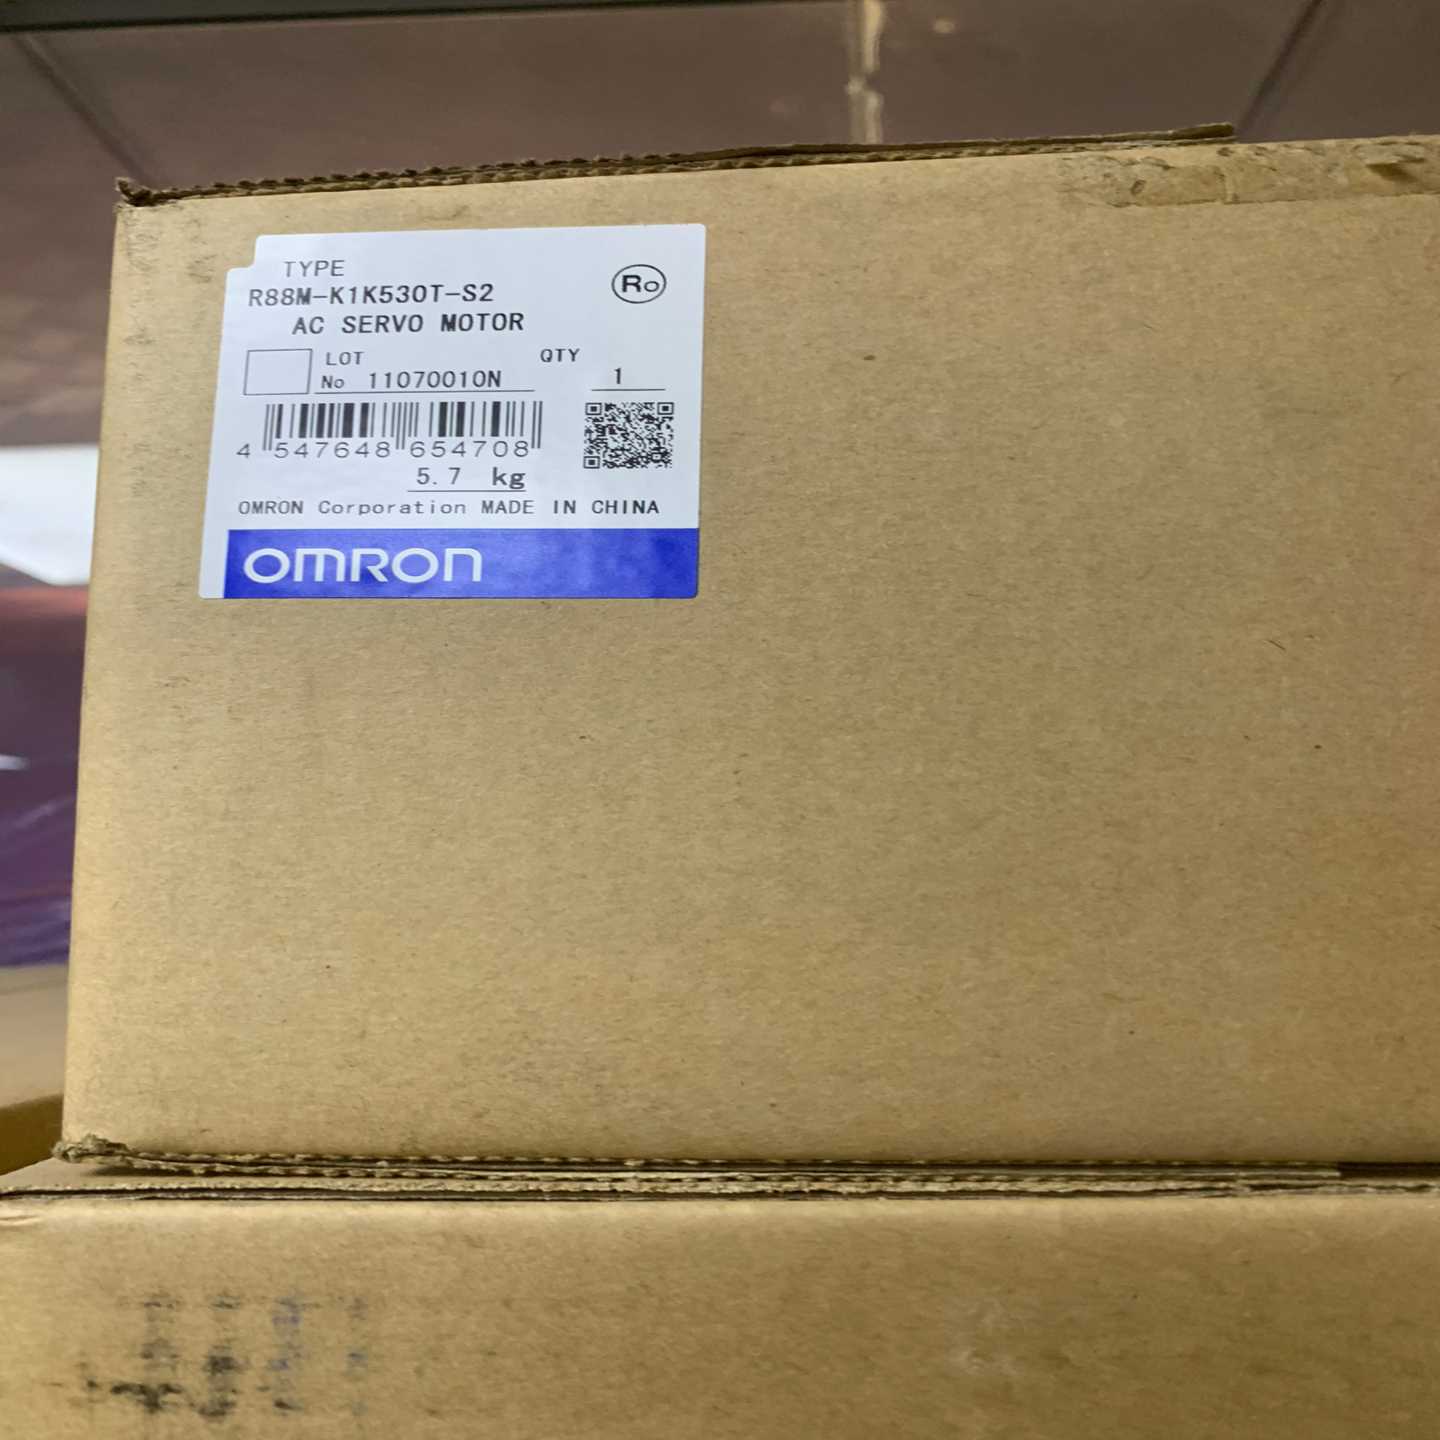 TYPE
R88M-K1K530T-S2
Ro
AC SERVO MOTOR
LOT
QTY
No 11070010N
1
4 547648 654708
5.7 kg
OMRON Corporation MADE IN CHINA
OMRON